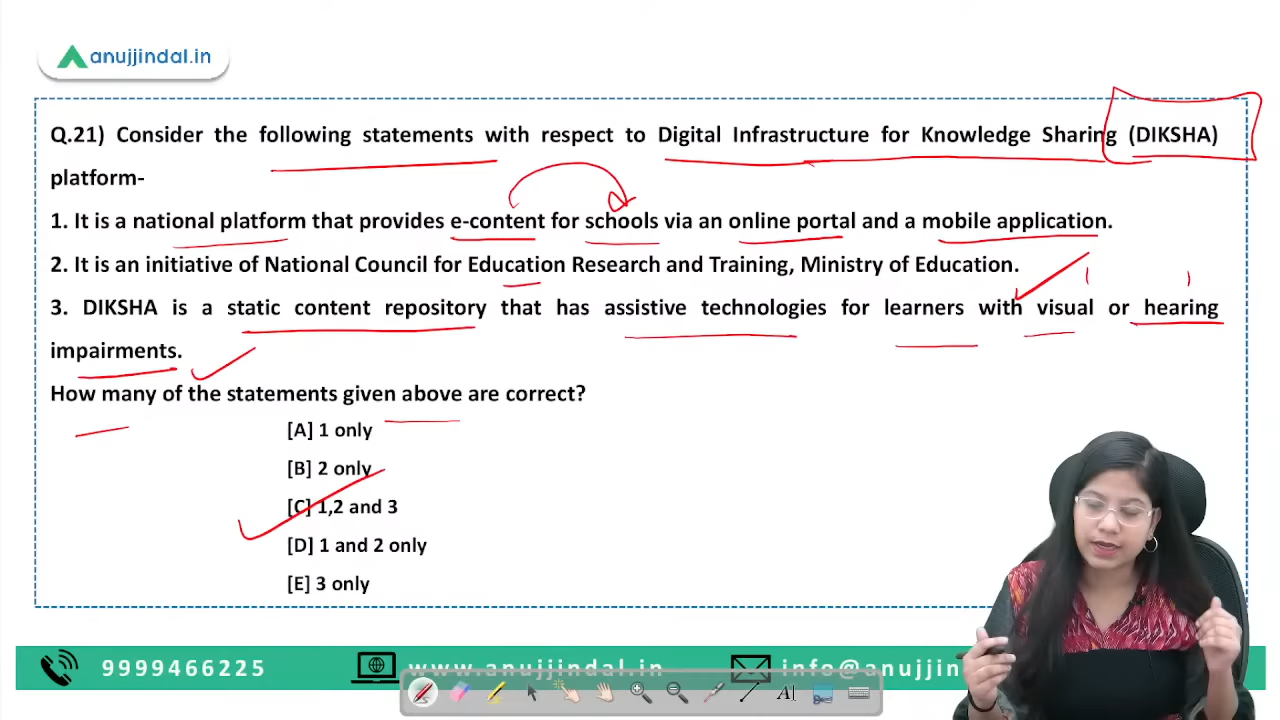 anujjindal.in
Q.21) Consider the following statements with respect to Digital Infrastructure for Knowledge Sharing (DIKSHA)
platform-
1. It is a national platform that provides e-content for schools via an online portal and a mobile application.
2. It is an initiative of National Council for Education Research and Training, Ministry of Education.
3. DIKSHA is a static content repository that has assistive technologies for learners with visual or hearing
impairments.
How many of the statements given above are correct?
[A] 1 only
[B] 2 only
[C] 1,2 and 3
[D] 1 and 2 only
[E] 3 only
9999466225 www.anujjindal.in info@anujjin
AI